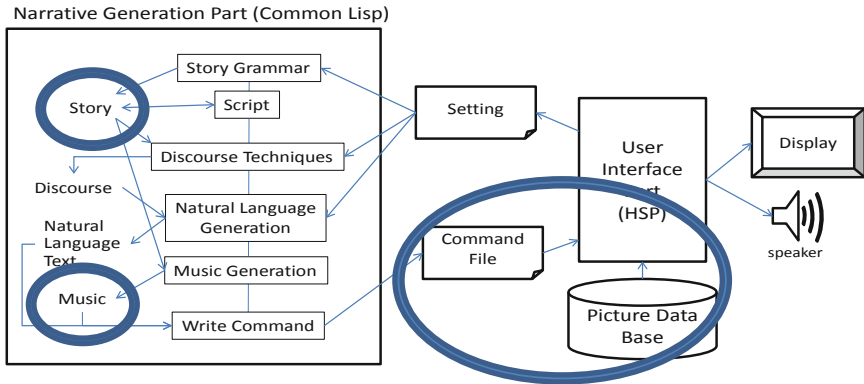 Narrative Generation Part (Common Lisp)
Story Grammar
Story
Script
Setting
Discourse Techniques
Discourse
Natural Language
Generation
Natural
Language
Text
Music Generation
Music
Write Command
Command
File
User
Interface
(HSP)
Picture Data
Base
Display
speaker